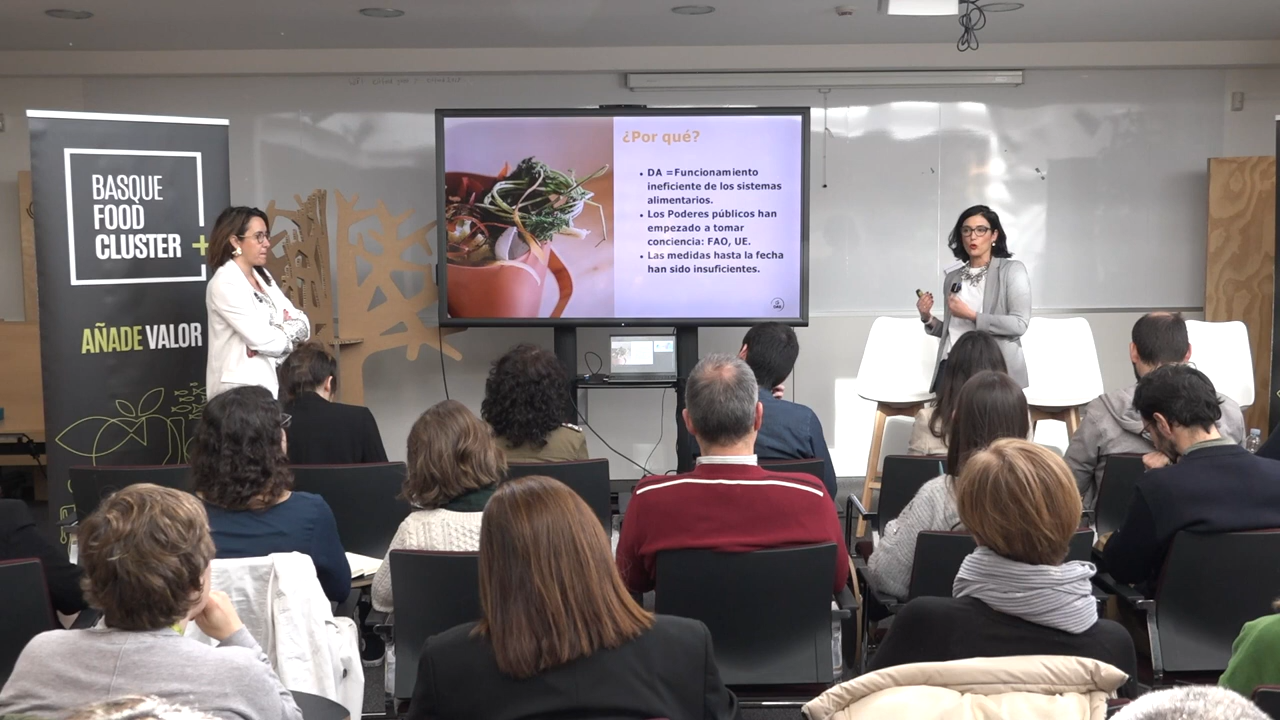 BASQUE
FOOD
CLUSTER +
AÑADE VALOR
¿Por qué?
• DA =Funcionamiento
ineficiente de los sistemas
alimentarios.
• Los Poderes públicos han
empezado a tomar
conciencia: FAO, UE.
• Las medidas hasta la fecha
han sido insuficientes.